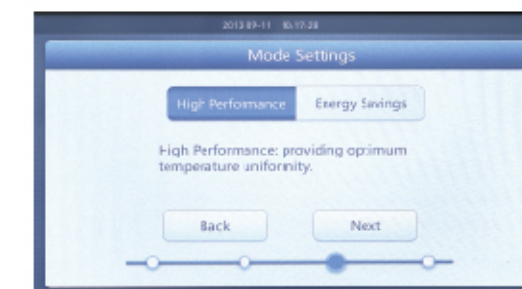 2013-09-11 10:17:28
Mode Settings
High Performance Energy Savings
High Performance: providing optimum
temperature uniformity.
Back Next